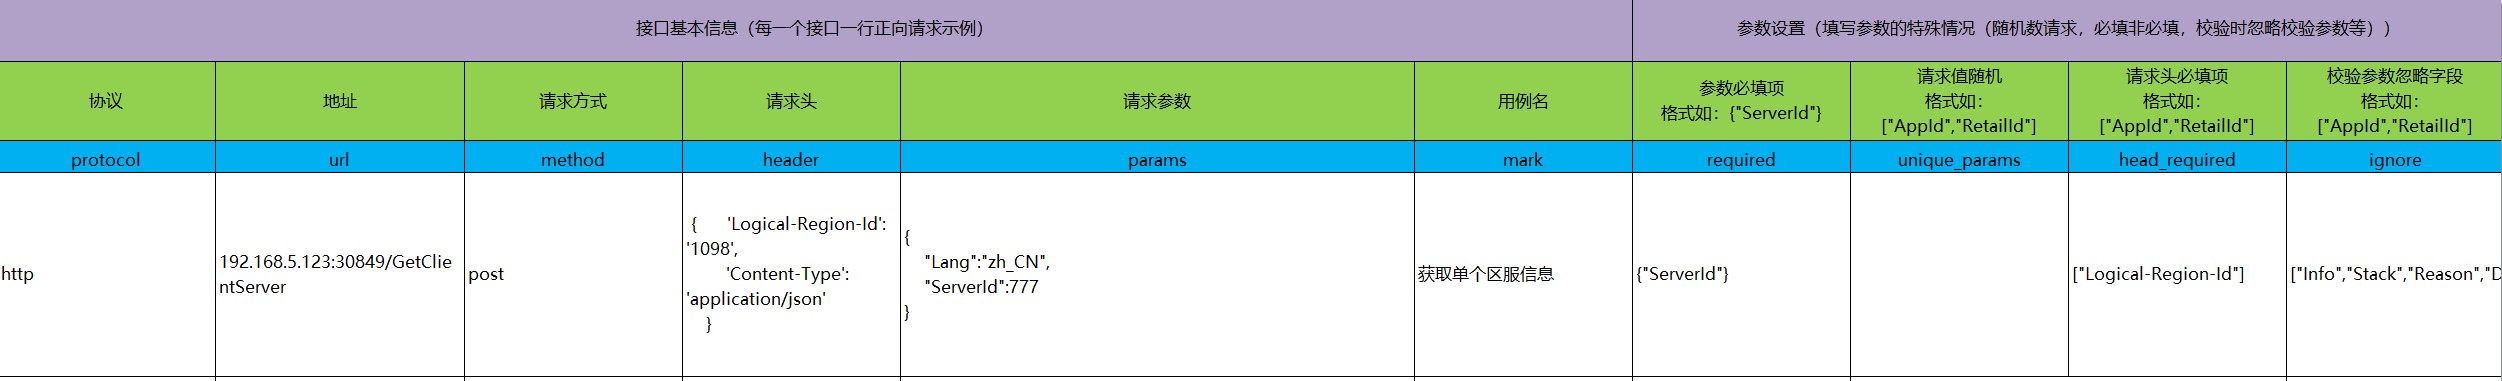 接口基本信息（每一个接口一行正向请求示例）
参数设置（填写参数的特殊情况（随机数请求，必填非必填，校验时忽略校验参数等））
协议
地址
请求方式
请求头
请求参数
用例名
参数必填项
格式如：{"ServerId"}
请求值随机
格式如：
["AppId","RetailId"]
请求头必填项
格式如：
["AppId","RetailId"]
校验参数忽略字段
格式如：
["AppId","RetailId"]
protocol
url
method
header
params
mark
required
unique_params
head_required
ignore
http
192.168.5.123:30849/GetClie
ntServer
post
{ 'Logical-Region-Id':
'1098',
'Content-Type':
'application/json'
}
{
"Lang":"zh_CN",
"ServerId":777
}
获取单个区服信息
{"ServerId"}
["Logical-Region-Id"]
["Info","Stack","Reason","D